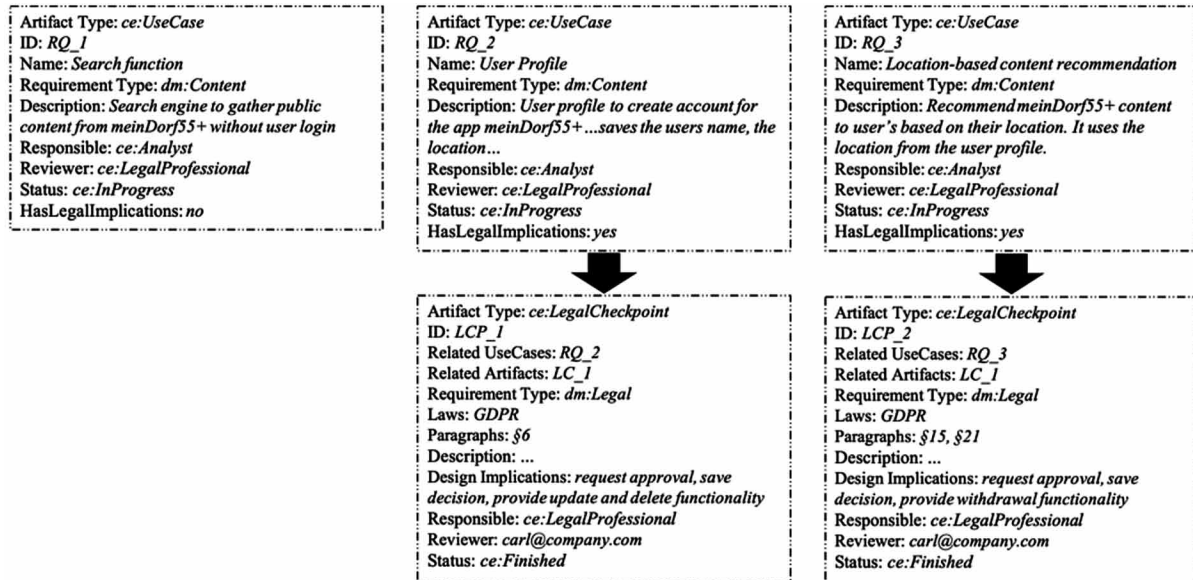 Artifact Type: ce:UseCase
ID: RQ_1
Name: Search function
Requirement Type: dm:Content
Description: Search engine to gather public
content from meinDorf55+ without user login
Responsible: ce:Analyst
Reviewer: ce:LegalProfessional
Status: ce:InProgress
HasLegalImplications: no
Artifact Type: ce:UseCase
ID: RQ_2
Name: User Profile
Requirement Type: dm:Content
Description: User profile to create account for
the app meinDorf55+ ...saves the users name, the
location...
Responsible: ce:Analyst
Reviewer: ce:LegalProfessional
Status: ce:InProgress
HasLegalImplications: yes
Artifact Type: ce:UseCase
ID: RQ_3
Name: Location-based content recommendation
Requirement Type: dm:Content
Description: Recommend meinDorf55+ content
to user's based on their location. It uses the
location from the user profile.
Responsible: ce:Analyst
Reviewer: ce:LegalProfessional
Status: ce:InProgress
HasLegalImplications: yes
Artifact Type: ce:LegalCheckpoint
ID: LCP_1
Related UseCases: RQ_2
Related Artifacts: LC_1
Requirement Type: dm:Legal
Laws: GDPR
Paragraphs: §6
Description: ...
Design Implications: request approval, save
decision, provide update and delete functionality
Responsible: ce:LegalProfessional
Reviewer: carl@company.com
Status: ce:Finished
Artifact Type: ce:LegalCheckpoint
ID: LCP_2
Related UseCases: RQ_3
Related Artifacts: LC_1
Requirement Type: dm:Legal
Laws: GDPR
Paragraphs: §15, §21
Description: ...
Design Implications: request approval, save
decision, provide withdrawal functionality
Responsible: ce:LegalProfessional
Reviewer: carl@company.com
Status: ce:Finished